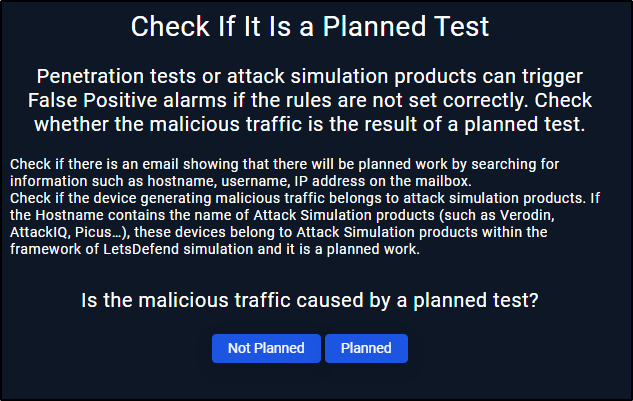 Check If It Is a Planned Test
Penetration tests or attack simulation products can trigger
False Positive alarms if the rules are not set correctly. Check
whether the malicious traffic is the result of a planned test.
Check if there is an email showing that there will be planned work by searching for
information such as hostname, username, IP address on the mailbox.
Check if the device generating malicious traffic belongs to attack simulation products. If
the Hostname contains the name of Attack Simulation products (such as Verodin,
AttackIQ, Picus…), these devices belong to Attack Simulation products within the
framework of LetsDefend simulation and it is a planned work.
Is the malicious traffic caused by a planned test?
Not Planned
Planned